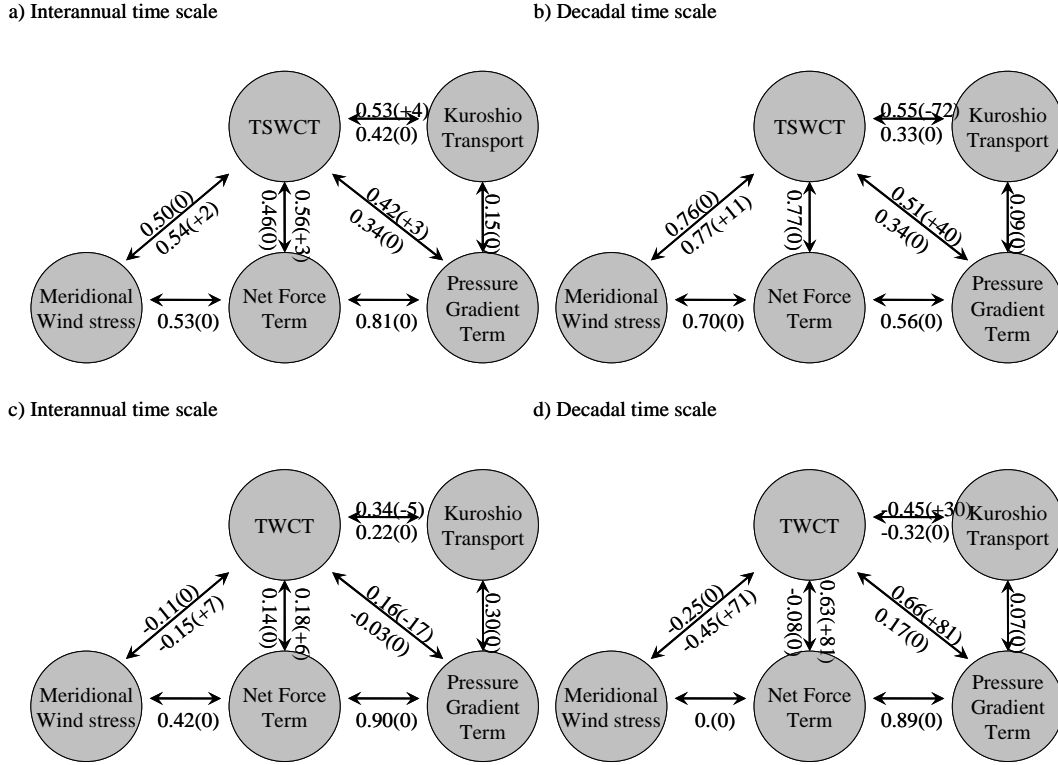 a) Interannual time scale
TSWCT
0.53(+4)
0.42(0)
Kuroshio
Transport
0.50(0)
0.54(+2)
0.46(0)
0.56(+3)
0.42(+3)
0.34(0)
0.15(0)
Meridional
Wind stress
0.53(0)
Net Force
Term
0.81(0)
Pressure
Gradient
Term
b) Decadal time scale
TSWCT
0.55(-72)
0.33(0)
Kuroshio
Transport
0.76(0)
0.77(+11)
0.77(0)
0.51(+40)
0.34(0)
0.09(0)
Meridional
Wind stress
0.70(0)
Net Force
Term
0.56(0)
Pressure
Gradient
Term
c) Interannual time scale
TWCT
0.34(-5)
0.22(0)
Kuroshio
Transport
-0.11(0)
-0.15(+7)
0.14(0)
0.18(+6)
0.16(-17)
-0.03(0)
0.30(0)
Meridional
Wind stress
0.42(0)
Net Force
Term
0.90(0)
Pressure
Gradient
Term
d) Decadal time scale
TWCT
-0.45(+30)
-0.32(0)
Kuroshio
Transport
-0.25(0)
-0.45(+71)
-0.08(0)
0.63(+81)
0.66(+81)
0.17(0)
0.07(0)
Meridional
Wind stress
0.(0)
Net Force
Term
0.89(0)
Pressure
Gradient
Term